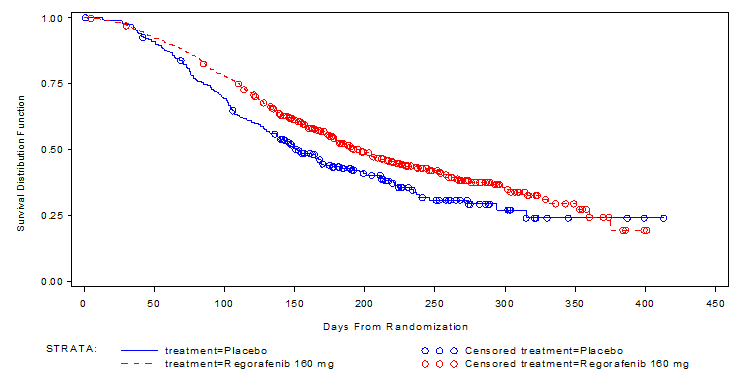 1.00
0.75
0.50
0.25
0.00
Survival Distribution Function
0 50 100 150 200 250 300 350 400 450
Days From Randomization
STRATA: treatment=Placebo Censored treatment=Placebo
treatment=Regorafenib 160 mg Censored treatment=Regorafenib 160 mg